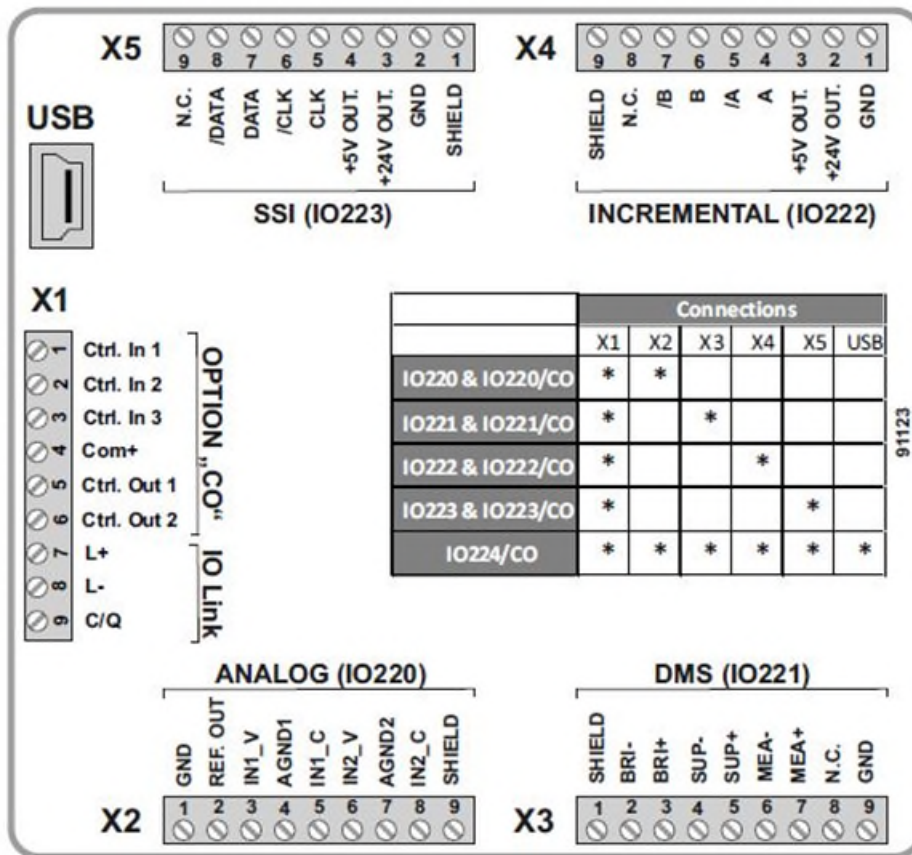 X5
9 8 7 6 5 4 3 2 1
N.C. /DATA DATA /CLK CLK +5V OUT. +24V OUT. GND SHIELD
SSI (IO223)
X4
9 8 7 6 5 4 3 2 1
SHIELD N.C. /B B /A A +5V OUT. +24V OUT. GND
INCREMENTAL (IO222)
USB
X1
1 Ctrl. In 1
2 Ctrl. In 2
3 Ctrl. In 3
4 Com+
5 Ctrl. Out 1
6 Ctrl. Out 2
7 L+
8 L-
9 C/Q
OPTION „CO“
IO Link
Connections
X1 X2 X3 X4 X5 USB
IO220 & IO220/CO * *
IO221 & IO221/CO * *
IO222 & IO222/CO * *
IO223 & IO223/CO * *
IO224/CO * * * * * *
91123
ANALOG (IO220)
GND REF. OUT IN1_V AGND1 IN1_C IN2_V AGND2 IN2_C SHIELD
1 2 3 4 5 6 7 8 9
X2
DMS (IO221)
SHIELD BRI- BRI+ SUP- SUP+ MEA- MEA+ N.C. GND
1 2 3 4 5 6 7 8 9
X3